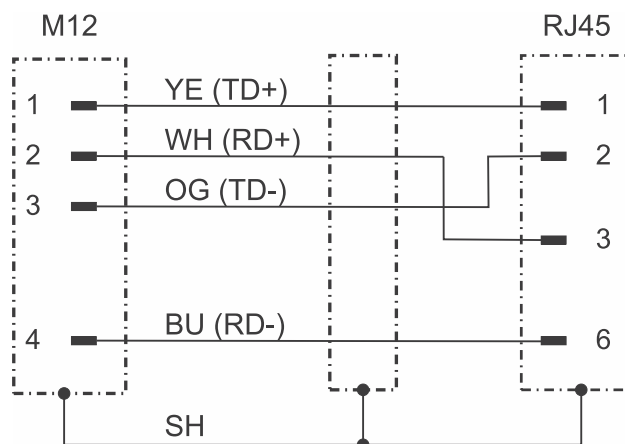 M12 RJ45
1 YE (TD+) 1
2 WH (RD+) 2
3 OG (TD-)
3
4 BU (RD-) 6
SH